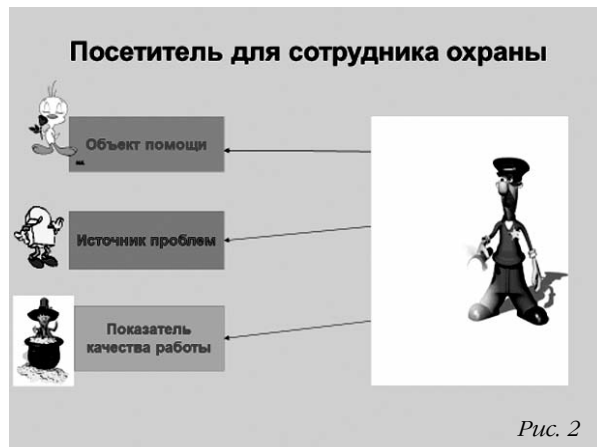 Посетитель для сотрудника охраны
Объект помощи
Источник проблем
Показатель
качества работы
Рис. 2